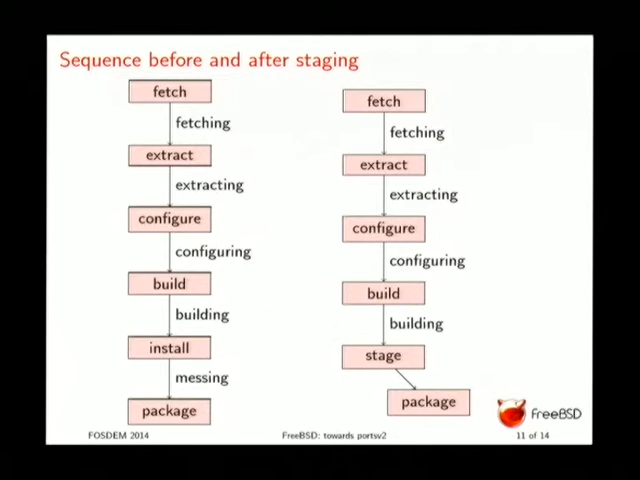 Sequence before and after staging
fetch
fetching
extract
extracting
configure
configuring
build
building
install
messing
package
fetch
fetching
extract
extracting
configure
configuring
build
building
stage
package
FreeBSD
FOSDEM 2014
FreeBSD: towards portsv2
11 of 14